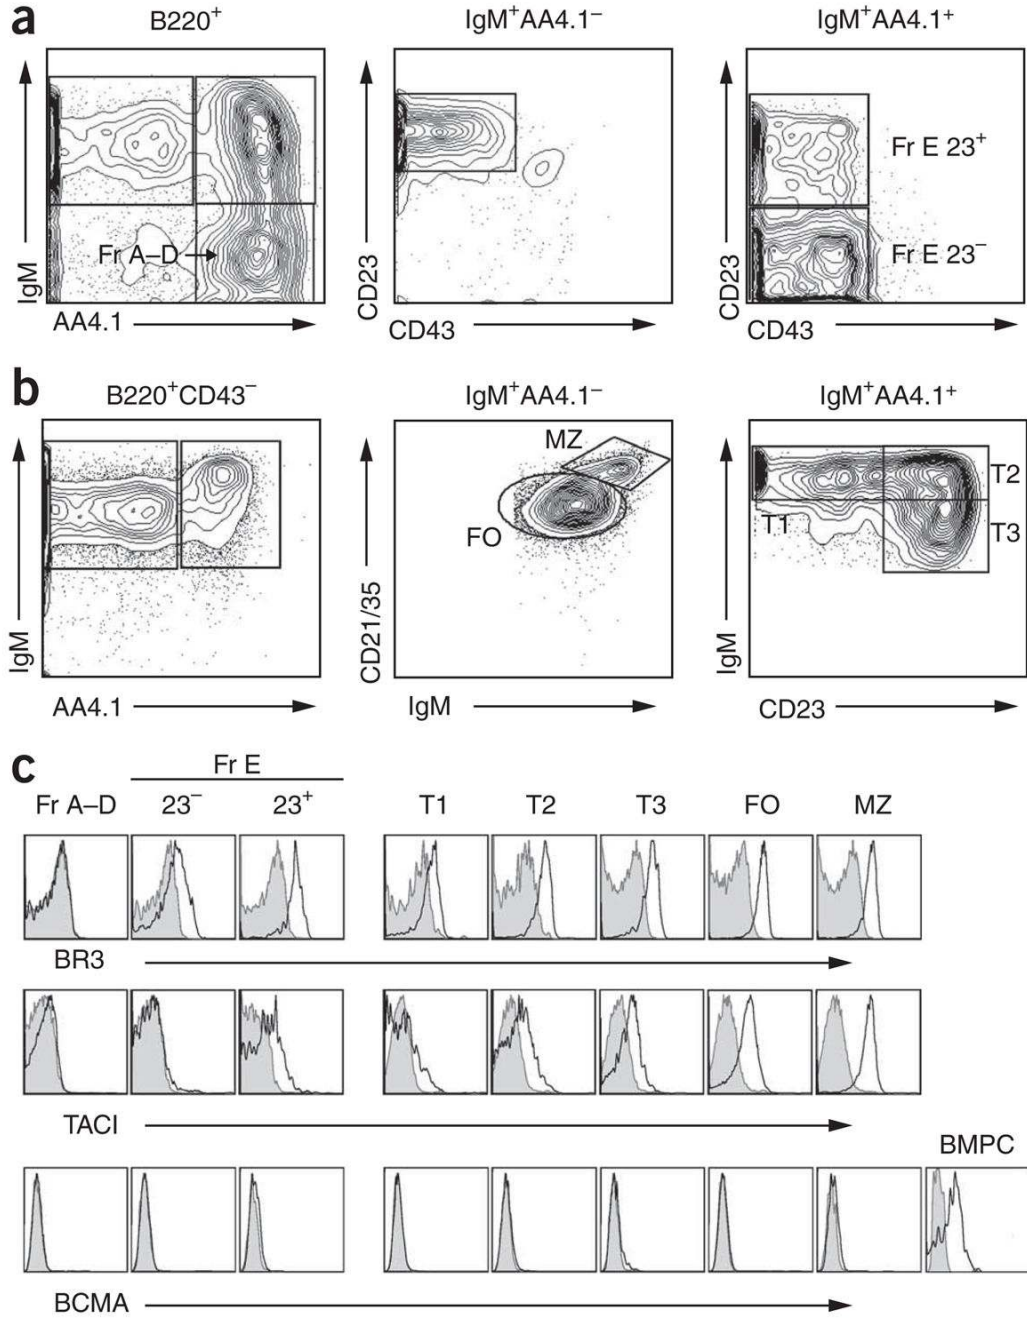 a
B220⁺
IgM⁺AA4.1⁻
IgM⁺AA4.1⁺
IgM
Fr A–D
AA4.1
CD23
CD43
CD23
Fr E 23⁺
Fr E 23⁻
CD43
b
B220⁺CD43⁻
IgM⁺AA4.1⁻
IgM⁺AA4.1⁺
IgM
AA4.1
CD21/35
MZ
FO
IgM
IgM
T1
T2
T3
CD23
c
Fr E
Fr A–D 23⁻ 23⁺ T1 T2 T3 FO MZ
BR3
TACI
BMPC
BCMA